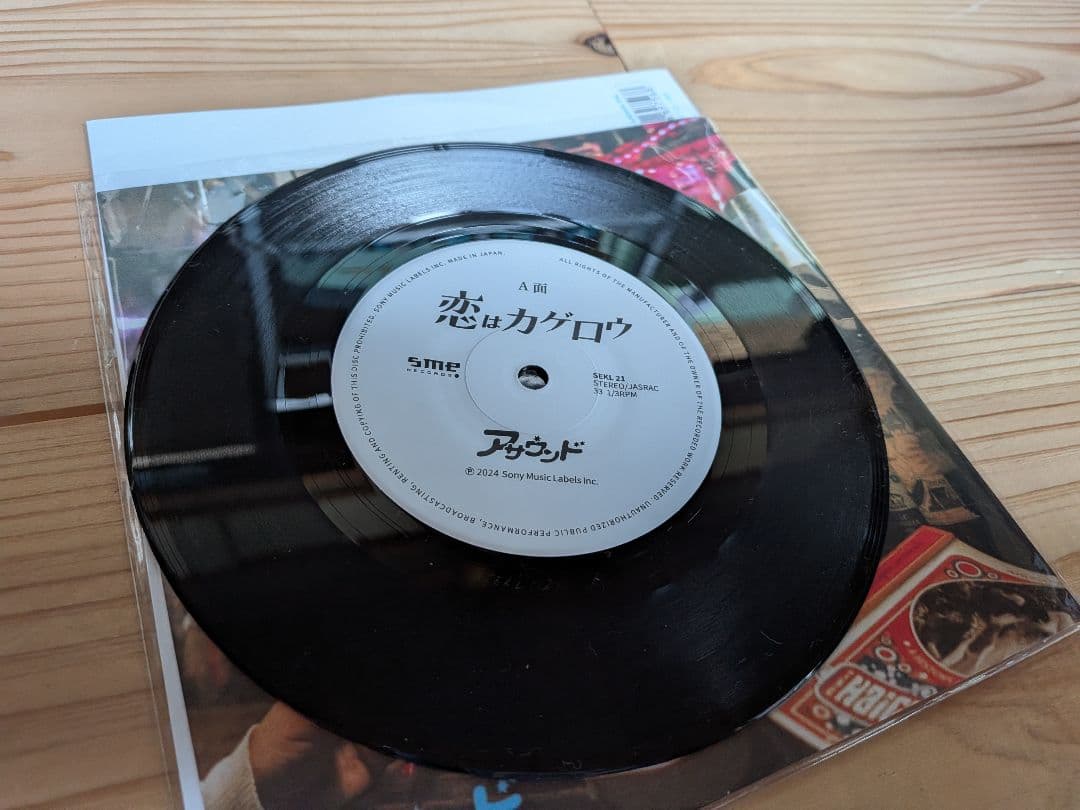 A面
恋はカゲロウ
sme
RECORDS
SEKL 21
STEREO/JASRAC
33 1/3RPM
アサヴンド
℗ 2024 Sony Music Labels Inc.
ALL RIGHTS OF THE MANUFACTURER AND OF THE OWNER OF THE RECORDED WORK RESERVED. UNAUTHORIZED PUBLIC PERFORMANCE, BROADCASTING, RENTING AND COPYING OF THIS DISC PROHIBITED. SONY MUSIC LABELS INC. MADE IN JAPAN.
Hair
ド